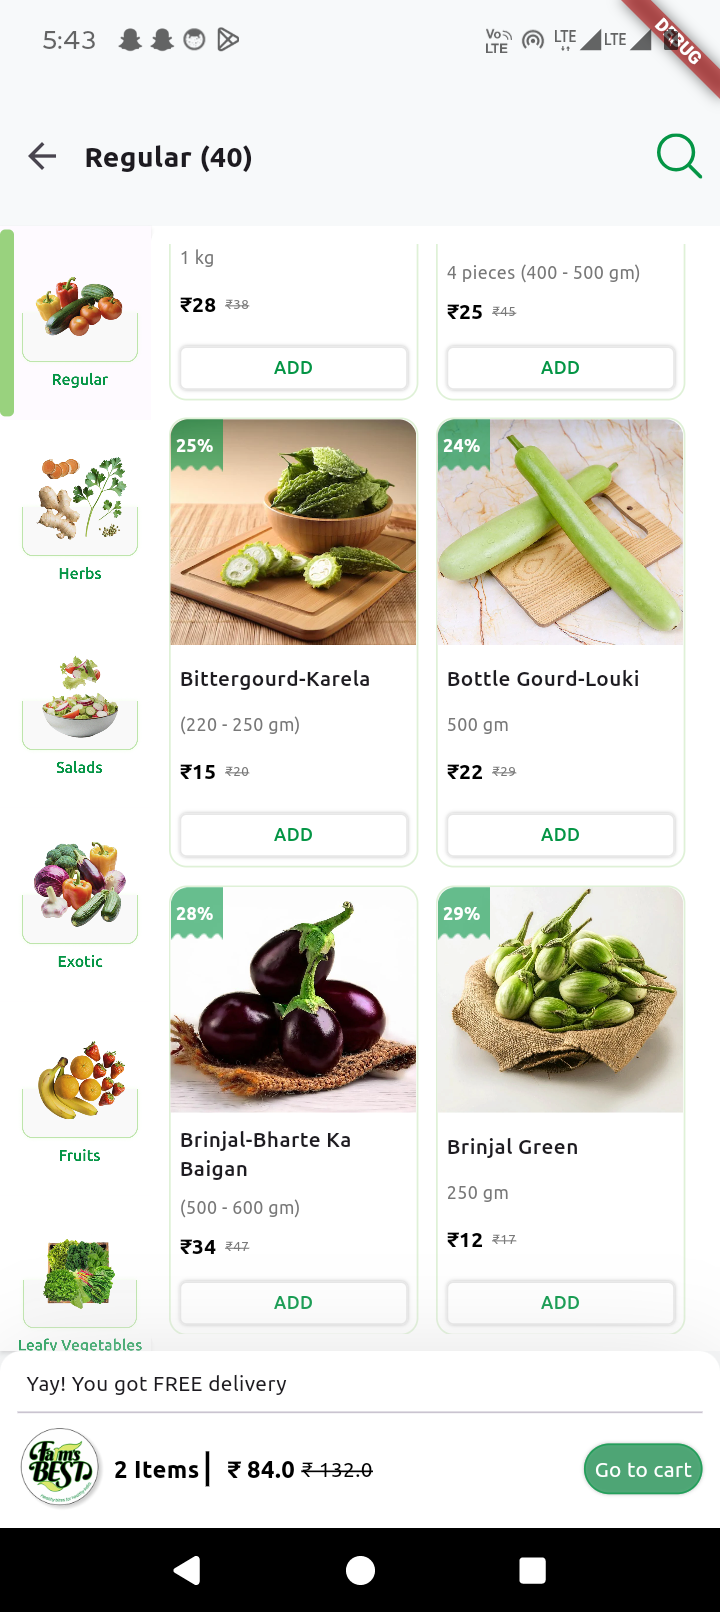 5:43
Vo
LTE
LTE
LTE
DEBUG
Regular (40)
Regular
Herbs
Salads
Exotic
Fruits
Leafy Vegetables
1 kg
₹28 ₹38
ADD
4 pieces (400 - 500 gm)
₹25 ₹45
ADD
25%
Bittergourd-Karela
(220 - 250 gm)
₹15 ₹20
ADD
24%
Bottle Gourd-Louki
500 gm
₹22 ₹29
ADD
28%
Brinjal-Bharte Ka
Baigan
(500 - 600 gm)
₹34 ₹47
ADD
29%
Brinjal Green
250 gm
₹12 ₹17
ADD
Yay! You got FREE delivery
Fam's
BEST
2 Items | ₹ 84.0 ₹ 132.0
Go to cart